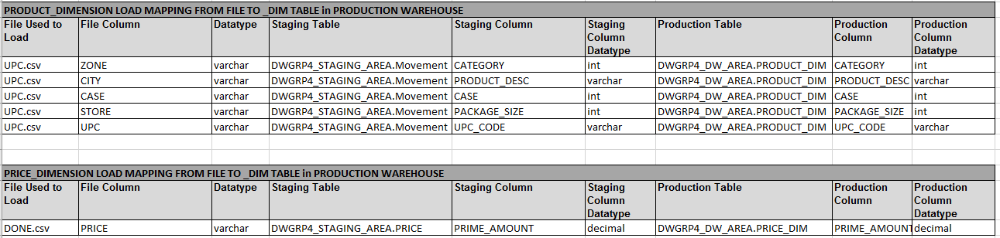 PRODUCT_DIMENSION LOAD MAPPING FROM FILE TO _DIM TABLE in PRODUCTION WAREHOUSE
File Used to Load File Column Datatype Staging Table Staging Column Staging Column Datatype Production Table Production Column Production Column Datatype
UPC.csv ZONE varchar DWGRP4_STAGING_AREA.Movement CATEGORY int DWGRP4_DW_AREA.PRODUCT_DIM CATEGORY int
UPC.csv CITY varchar DWGRP4_STAGING_AREA.Movement PRODUCT_DESC varchar DWGRP4_DW_AREA.PRODUCT_DIM PRODUCT_DESC varchar
UPC.csv CASE varchar DWGRP4_STAGING_AREA.Movement CASE int DWGRP4_DW_AREA.PRODUCT_DIM CASE int
UPC.csv STORE varchar DWGRP4_STAGING_AREA.Movement PACKAGE_SIZE int DWGRP4_DW_AREA.PRODUCT_DIM PACKAGE_SIZE int
UPC.csv UPC varchar DWGRP4_STAGING_AREA.Movement UPC_CODE varchar DWGRP4_DW_AREA.PRODUCT_DIM UPC_CODE varchar
PRICE_DIMENSION LOAD MAPPING FROM FILE TO _DIM TABLE in PRODUCTION WAREHOUSE
File Used to Load File Column Datatype Staging Table Staging Column Staging Column Datatype Production Table Production Column Production Column Datatype
DONE.csv PRICE varchar DWGRP4_STAGING_AREA.PRICE PRIME_AMOUNT decimal DWGRP4_DW_AREA.PRICE_DIM PRIME_AMOUNT decimal